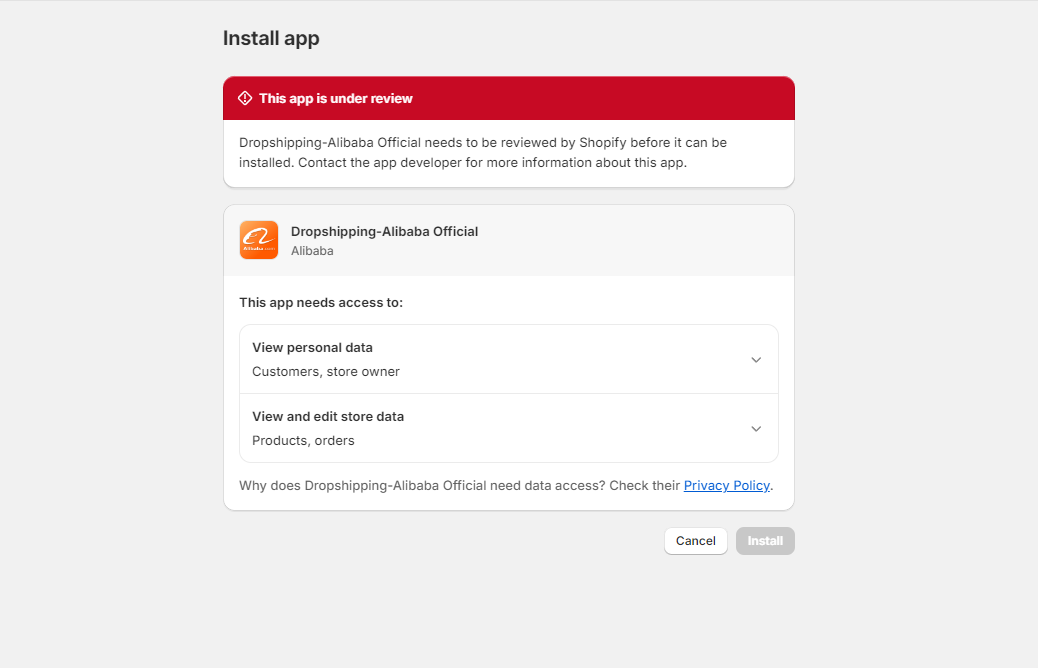 Install app
This app is under review
Dropshipping-Alibaba Official needs to be reviewed by Shopify before it can be
installed. Contact the app developer for more information about this app.
Dropshipping-Alibaba Official
Alibaba
This app needs access to:
View personal data
Customers, store owner
View and edit store data
Products, orders
Why does Dropshipping-Alibaba Official need data access? Check their Privacy Policy.
Cancel
Install